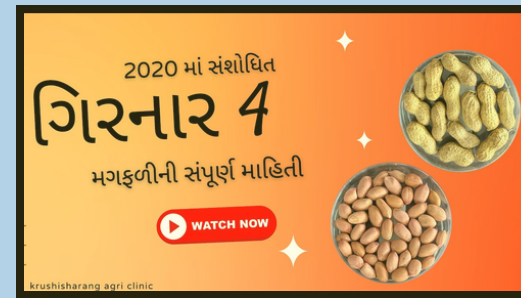 2020 માં સંશોધિત
ગિરનાર 4
મગફળીની સંપૂર્ણ માહિતી
WATCH NOW
krushisharang agri clinic